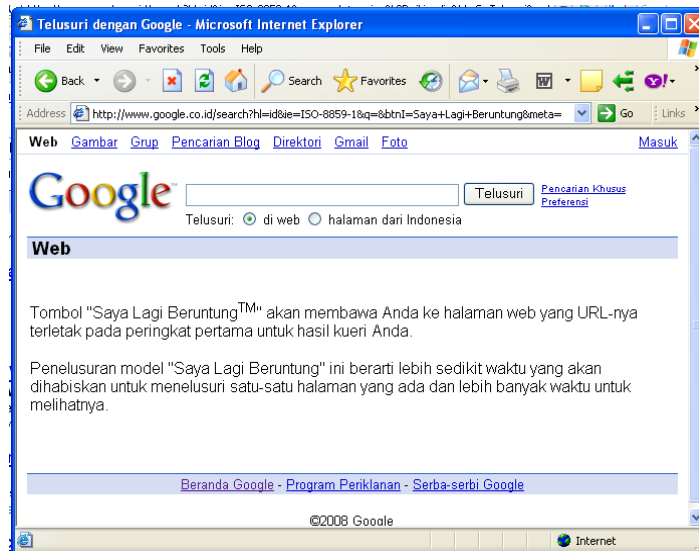 Telusuri dengan Google - Microsoft Internet Explorer
File Edit View Favorites Tools Help
Back Search Favorites
Address http://www.google.co.id/search?hl=id&ie=ISO-8859-1&q=&btnI=Saya+Lagi+Beruntung&meta= Go Links
Web Gambar Grup Pencarian Blog Direktori Gmail Foto Masuk
Google™ Telusuri Pencarian Khusus
Preferensi
Telusuri: di web halaman dari Indonesia
Web
Tombol "Saya Lagi Beruntung™" akan membawa Anda ke halaman web yang URL-nya
terletak pada peringkat pertama untuk hasil kueri Anda.
Penelusuran model "Saya Lagi Beruntung" ini berarti lebih sedikit waktu yang akan
dihabiskan untuk menelusuri satu-satu halaman yang ada dan lebih banyak waktu untuk
melihatnya.
Beranda Google - Program Periklanan - Serba-serbi Google
©2008 Google
Internet